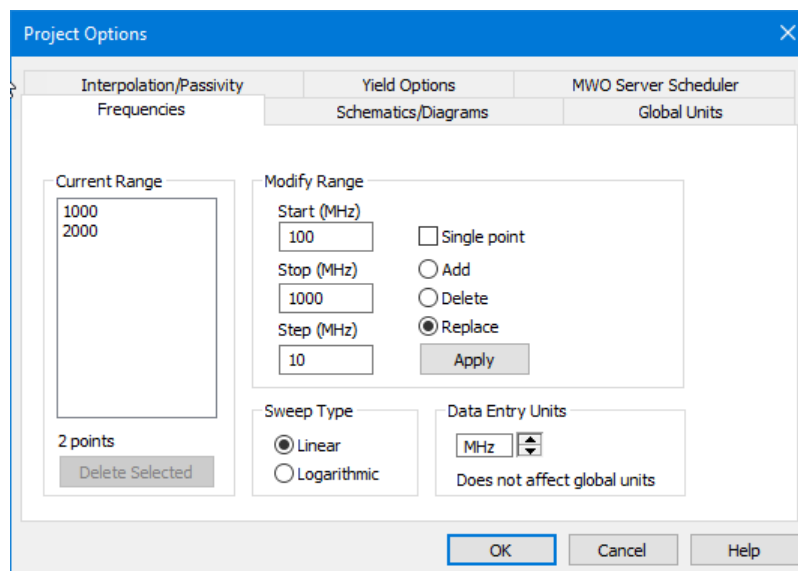 Project Options
Interpolation/Passivity Yield Options MWO Server Scheduler
Frequencies Schematics/Diagrams Global Units
Current Range
1000
2000
2 points
Delete Selected
Modify Range
Start (MHz)
100
Single point
Stop (MHz)
Add
1000
Delete
Step (MHz)
Replace
10
Apply
Sweep Type
Linear
Logarithmic
Data Entry Units
MHz
Does not affect global units
OK Cancel Help